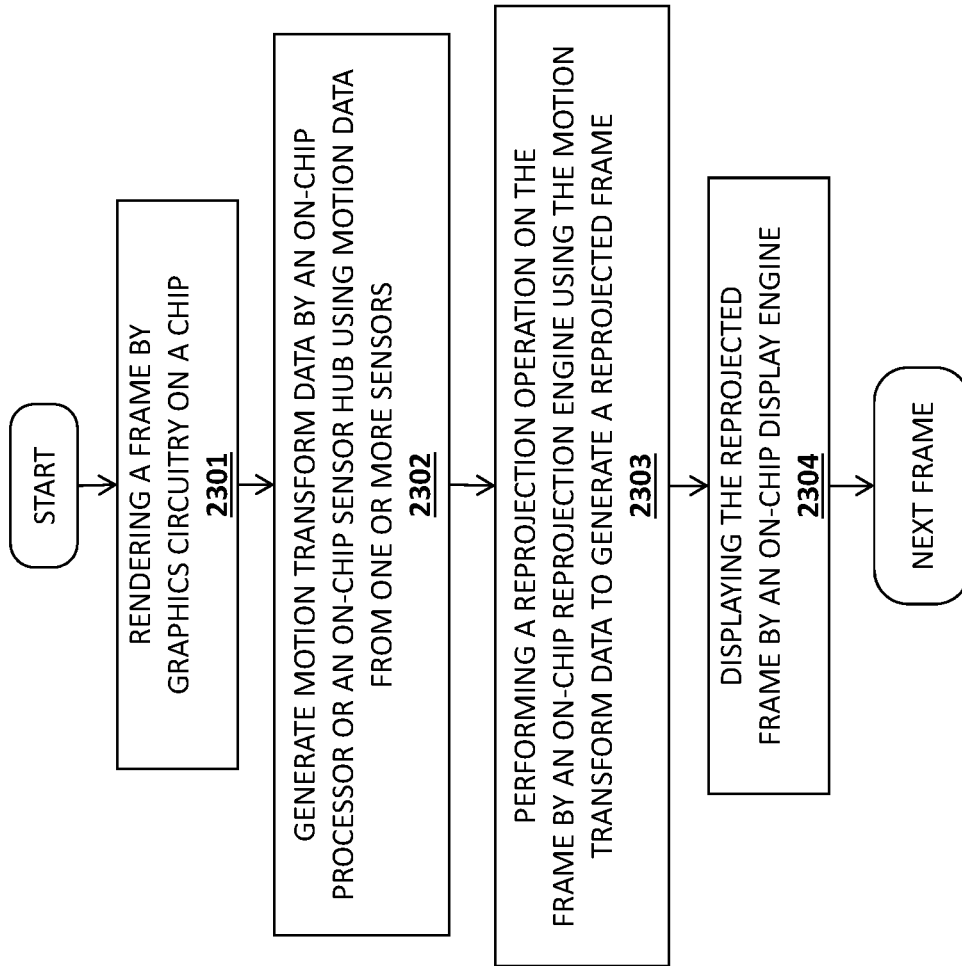 START
RENDERING A FRAME BY
GRAPHICS CIRCUITRY ON A CHIP
2301
GENERATE MOTION TRANSFORM DATA BY AN ON-CHIP
PROCESSOR OR AN ON-CHIP SENSOR HUB USING MOTION DATA
FROM ONE OR MORE SENSORS
2302
PERFORMING A REPROJECTION OPERATION ON THE
FRAME BY AN ON-CHIP REPROJECTION ENGINE USING THE MOTION
TRANSFORM DATA TO GENERATE A REPROJECTED FRAME
2303
DISPLAYING THE REPROJECTED
FRAME BY AN ON-CHIP DISPLAY ENGINE
2304
NEXT FRAME